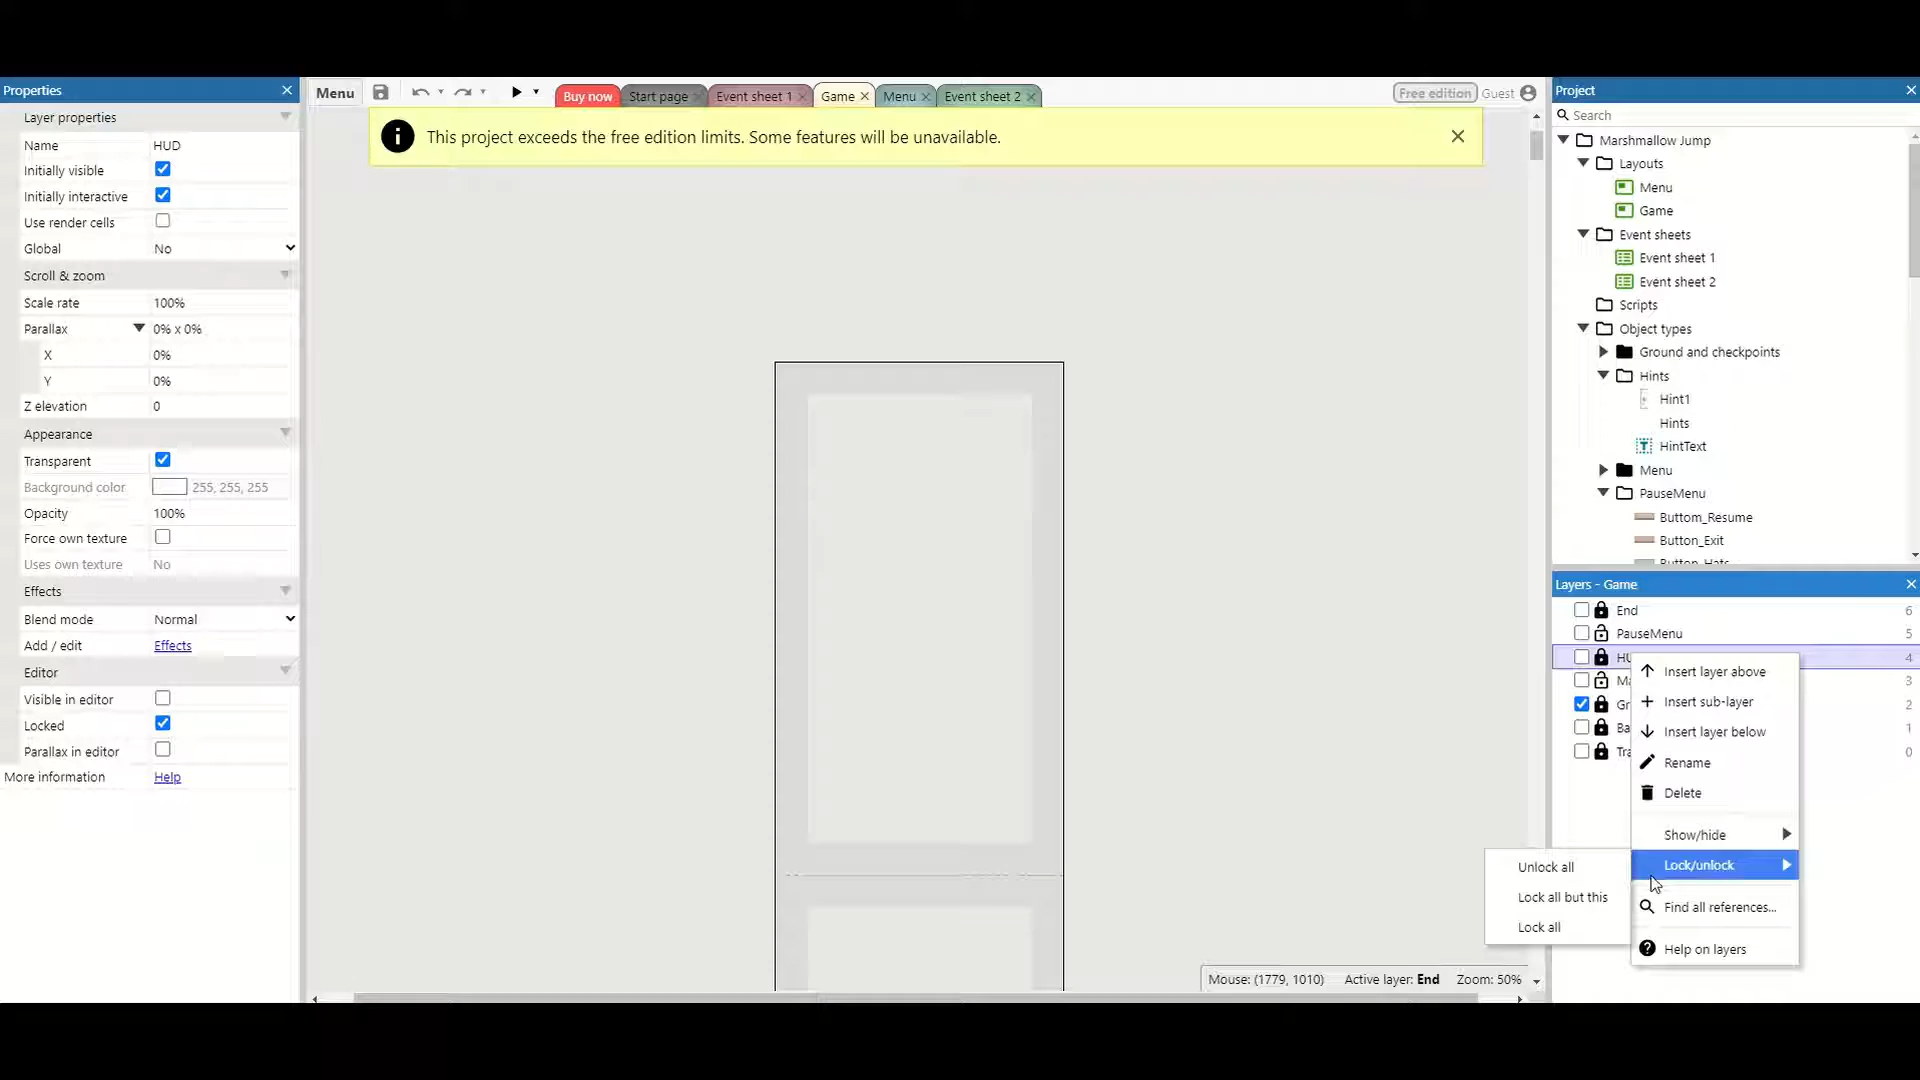 Properties
Layer properties
Name HUD
Initially visible
Initially interactive
Use render cells
Global No
Scroll & zoom
Scale rate 100%
Parallax 0% x 0%
X 0%
Y 0%
Z elevation 0
Appearance
Transparent
Background color 255, 255, 255
Opacity 100%
Force own texture
Uses own texture No
Effects
Blend mode Normal
Add / edit Effects
Editor
Visible in editor
Locked
Parallax in editor
More information Help
Menu Buy now Start page Event sheet 1 Game Menu Event sheet 2 Free edition Guest
This project exceeds the free edition limits. Some features will be unavailable.
Mouse: (1779, 1010) Active layer: End Zoom: 50%
Project
Search
Marshmallow Jump
Layouts
Menu
Game
Event sheets
Event sheet 1
Event sheet 2
Scripts
Object types
Ground and checkpoints
Hints
Hint1
Hints
HintText
Menu
PauseMenu
Buttom_Resume
Button_Exit
Button_Hats
Layers - Game
End 6
PauseMenu 5
HU 4
Ma 3
Gr 2
Ba 1
Tra 0
Insert layer above
Insert sub-layer
Insert layer below
Rename
Delete
Show/hide
Lock/unlock
Find all references...
Help on layers
Unlock all
Lock all but this
Lock all